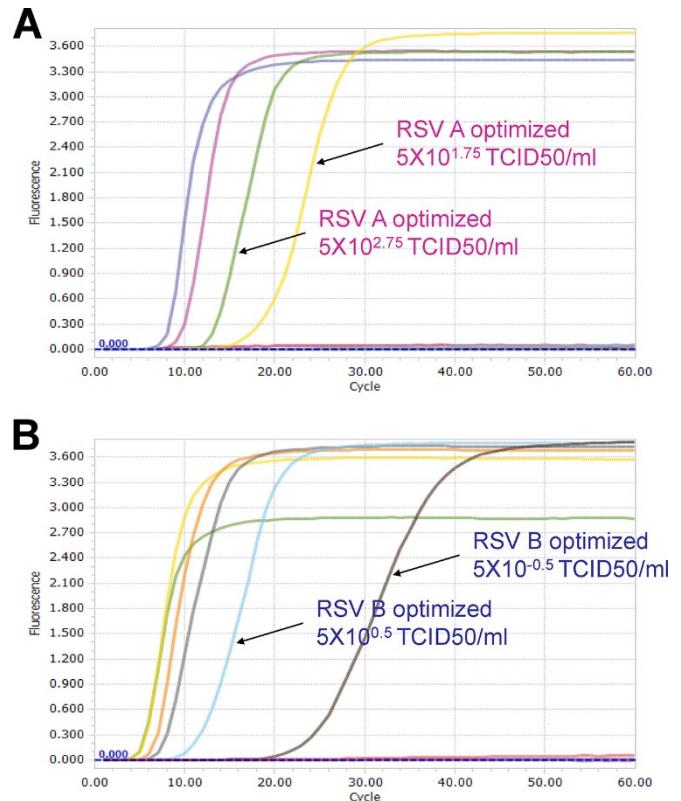 A
3.600
3.300
3.000
2.700
2.400
2.100
1.800
1.500
1.200
0.900
0.600
0.300
0.000
Fluorescence
RSV A optimized
5X10^1.75 TCID50/ml
RSV A optimized
5X10^2.75 TCID50/ml
0.000
0.00 10.00 20.00 30.00 40.00 50.00 60.00
Cycle
B
3.600
3.300
3.000
2.700
2.400
2.100
1.800
1.500
1.200
0.900
0.600
0.300
0.000
Fluorescence
RSV B optimized
5X10^-0.5 TCID50/ml
RSV B optimized
5X10^0.5 TCID50/ml
0.000
0.00 10.00 20.00 30.00 40.00 50.00 60.00
Cycle